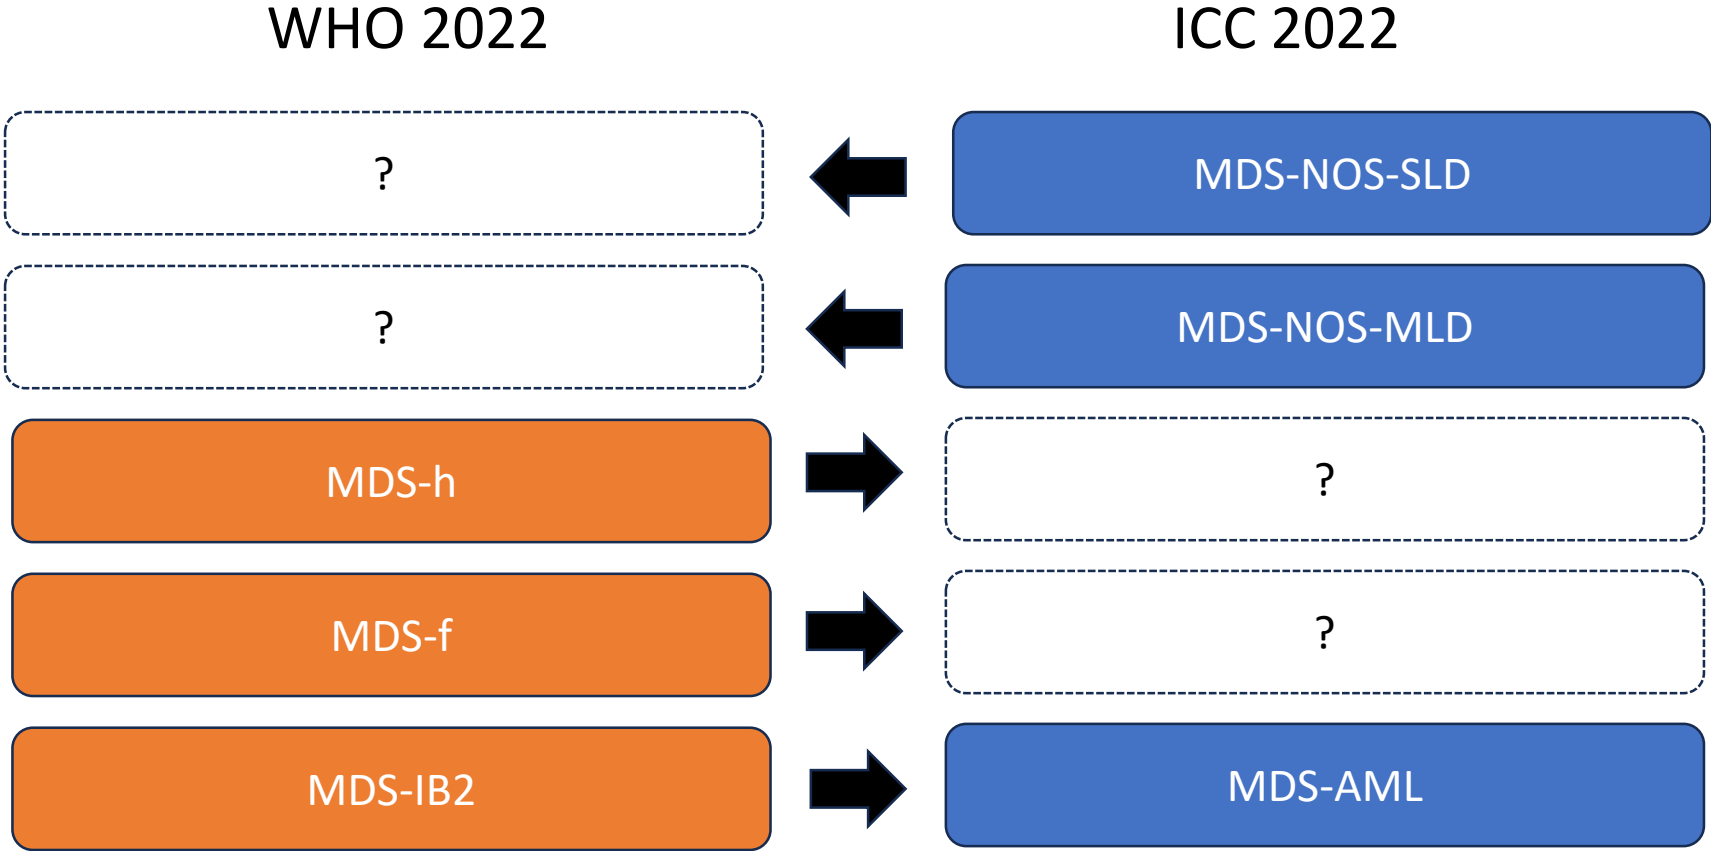 WHO 2022
ICC 2022
?
MDS-NOS-SLD
?
MDS-NOS-MLD
MDS-h
?
MDS-f
?
MDS-IB2
MDS-AML